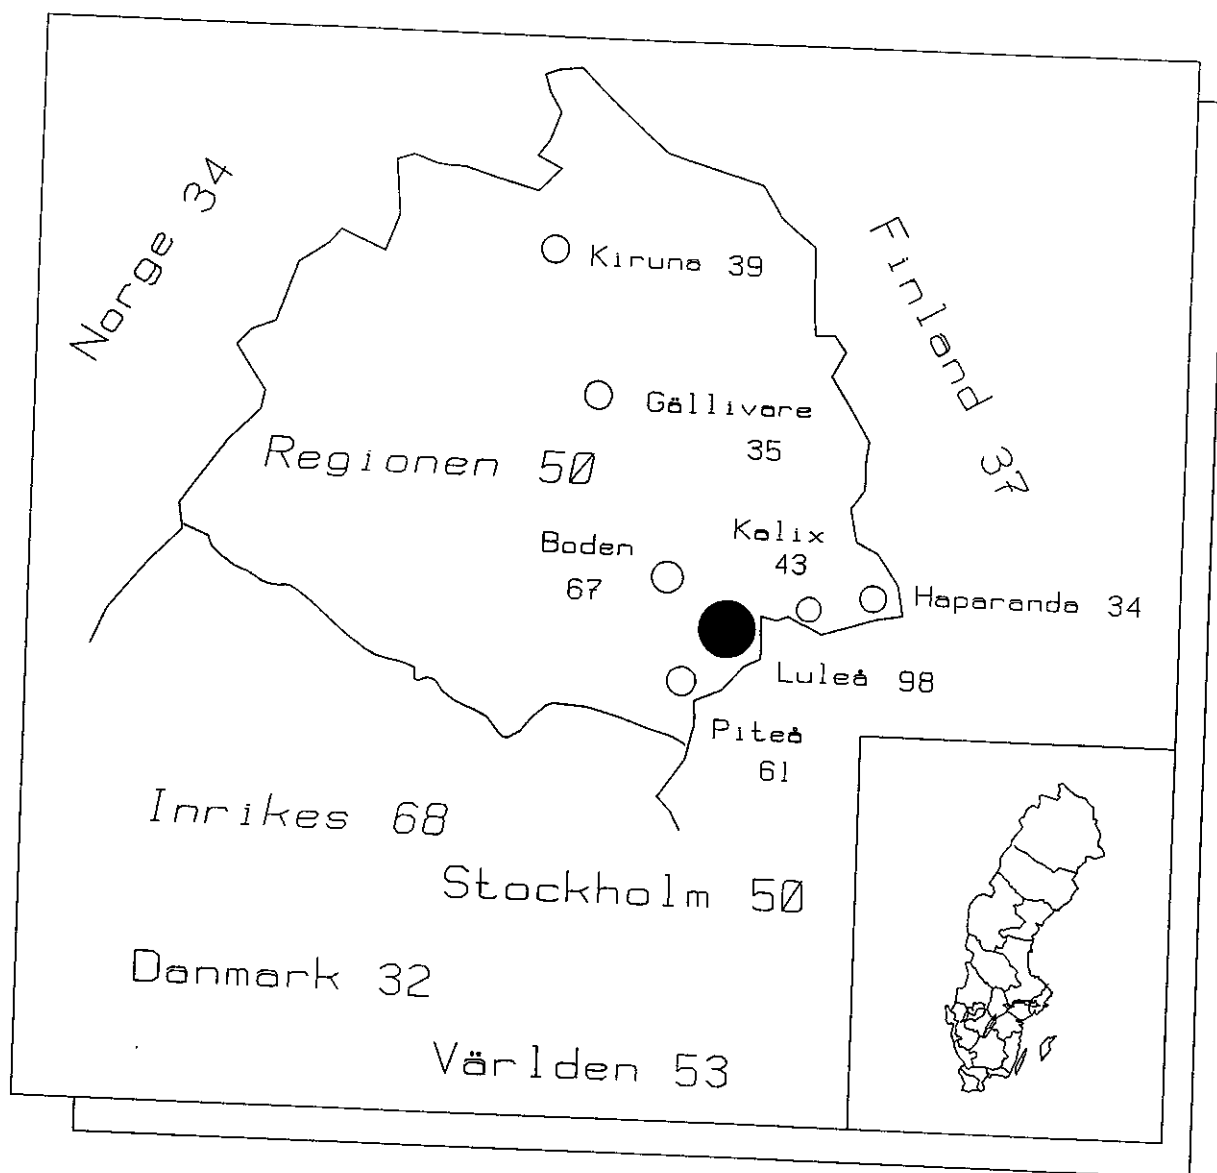 Norge 34
Kiruna 39
Finland 37
Gällivare
35
Regionen 50
Kalix
43
Boden
67
Haparanda 34
Luleå 98
Piteå
61
Inrikes 68
Stockholm 50
Danmark 32
Världen 53